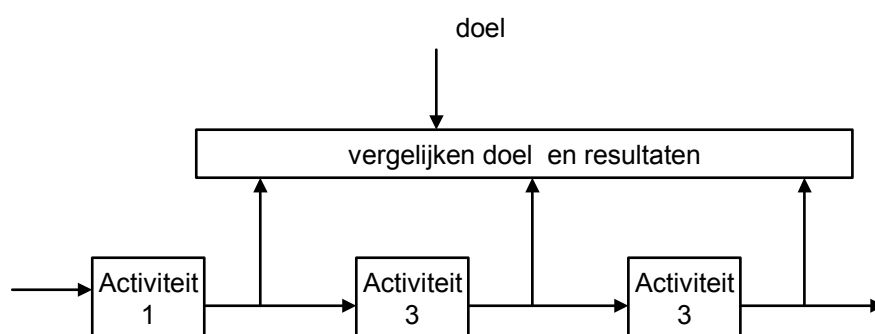 doel
vergelijken doel en resultaten
Activiteit
1
Activiteit
3
Activiteit
3